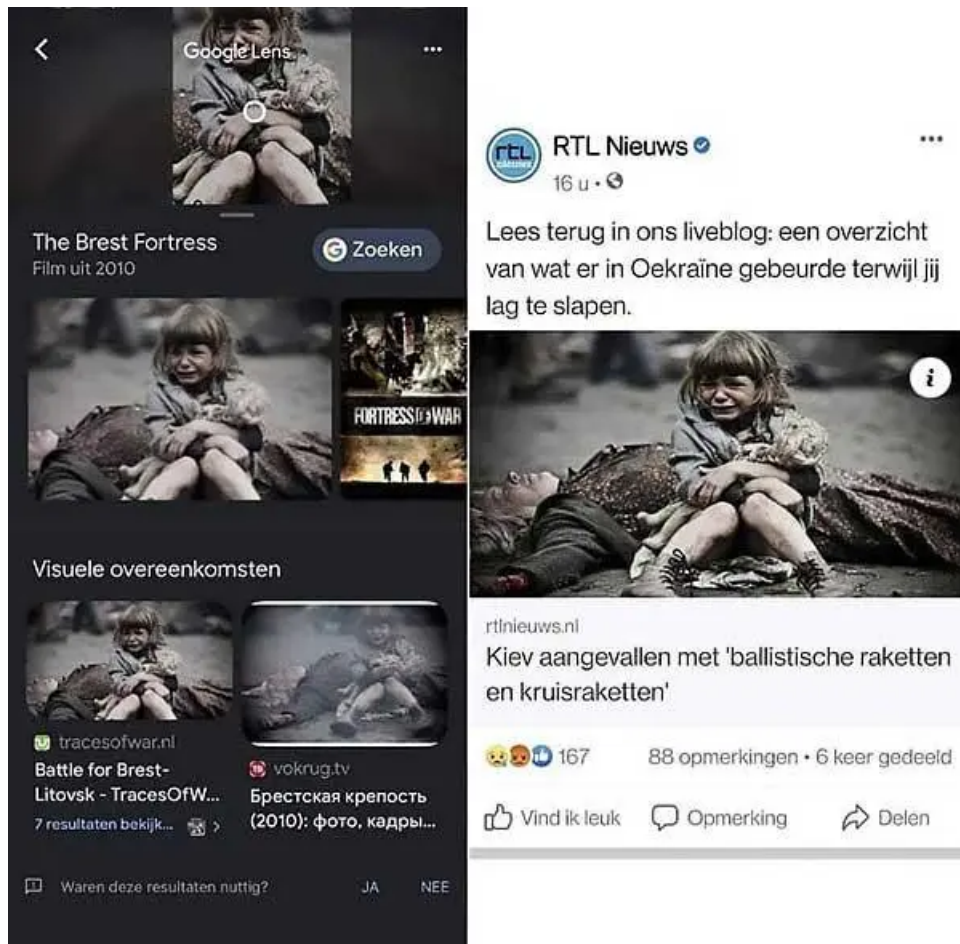 Google Lens
The Brest Fortress
Film uit 2010
Zoeken
FORTRESS OF WAR
Visuele overeenkomsten
tracesofwar.nl
Battle for Brest-
Litovsk - TracesOfW...
7 resultaten bekijk...
vokrug.tv
Брестская крепость
(2010): фото, кадры...
Waren deze resultaten nuttig?
JA NEE
rtl
nieuws
RTL Nieuws
16 u
Lees terug in ons liveblog: een overzicht
van wat er in Oekraïne gebeurde terwijl jij
lag te slapen.
rtlnieuws.nl
Kiev aangevallen met 'ballistische raketten
en kruisraketten'
167 88 opmerkingen • 6 keer gedeeld
Vind ik leuk Opmerking Delen